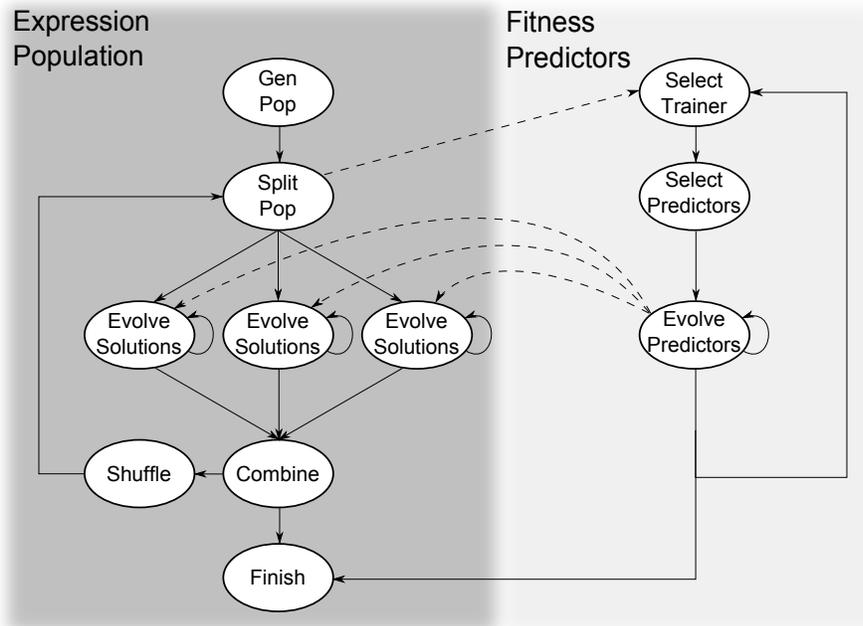 Expression
Population
Fitness
Predictors
Gen
Pop
Select
Trainer
Split
Pop
Select
Predictors
Evolve
Solutions
Evolve
Solutions
Evolve
Solutions
Evolve
Predictors
Shuffle
Combine
Finish